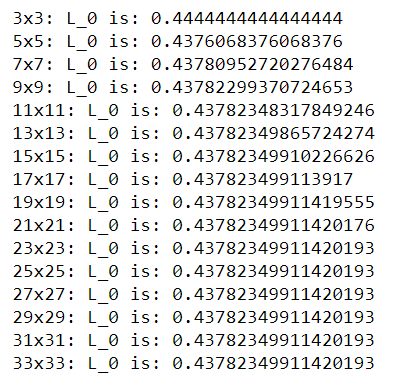 3x3: L_0 is: 0.4444444444444444
5x5: L_0 is: 0.4376068376068376
7x7: L_0 is: 0.43780952720276484
9x9: L_0 is: 0.43782299370724653
11x11: L_0 is: 0.43782348317849246
13x13: L_0 is: 0.43782349865724274
15x15: L_0 is: 0.43782349910226626
17x17: L_0 is: 0.437823499113917
19x19: L_0 is: 0.43782349911419555
21x21: L_0 is: 0.43782349911420176
23x23: L_0 is: 0.43782349911420193
25x25: L_0 is: 0.43782349911420193
27x27: L_0 is: 0.43782349911420193
29x29: L_0 is: 0.43782349911420193
31x31: L_0 is: 0.43782349911420193
33x33: L_0 is: 0.43782349911420193